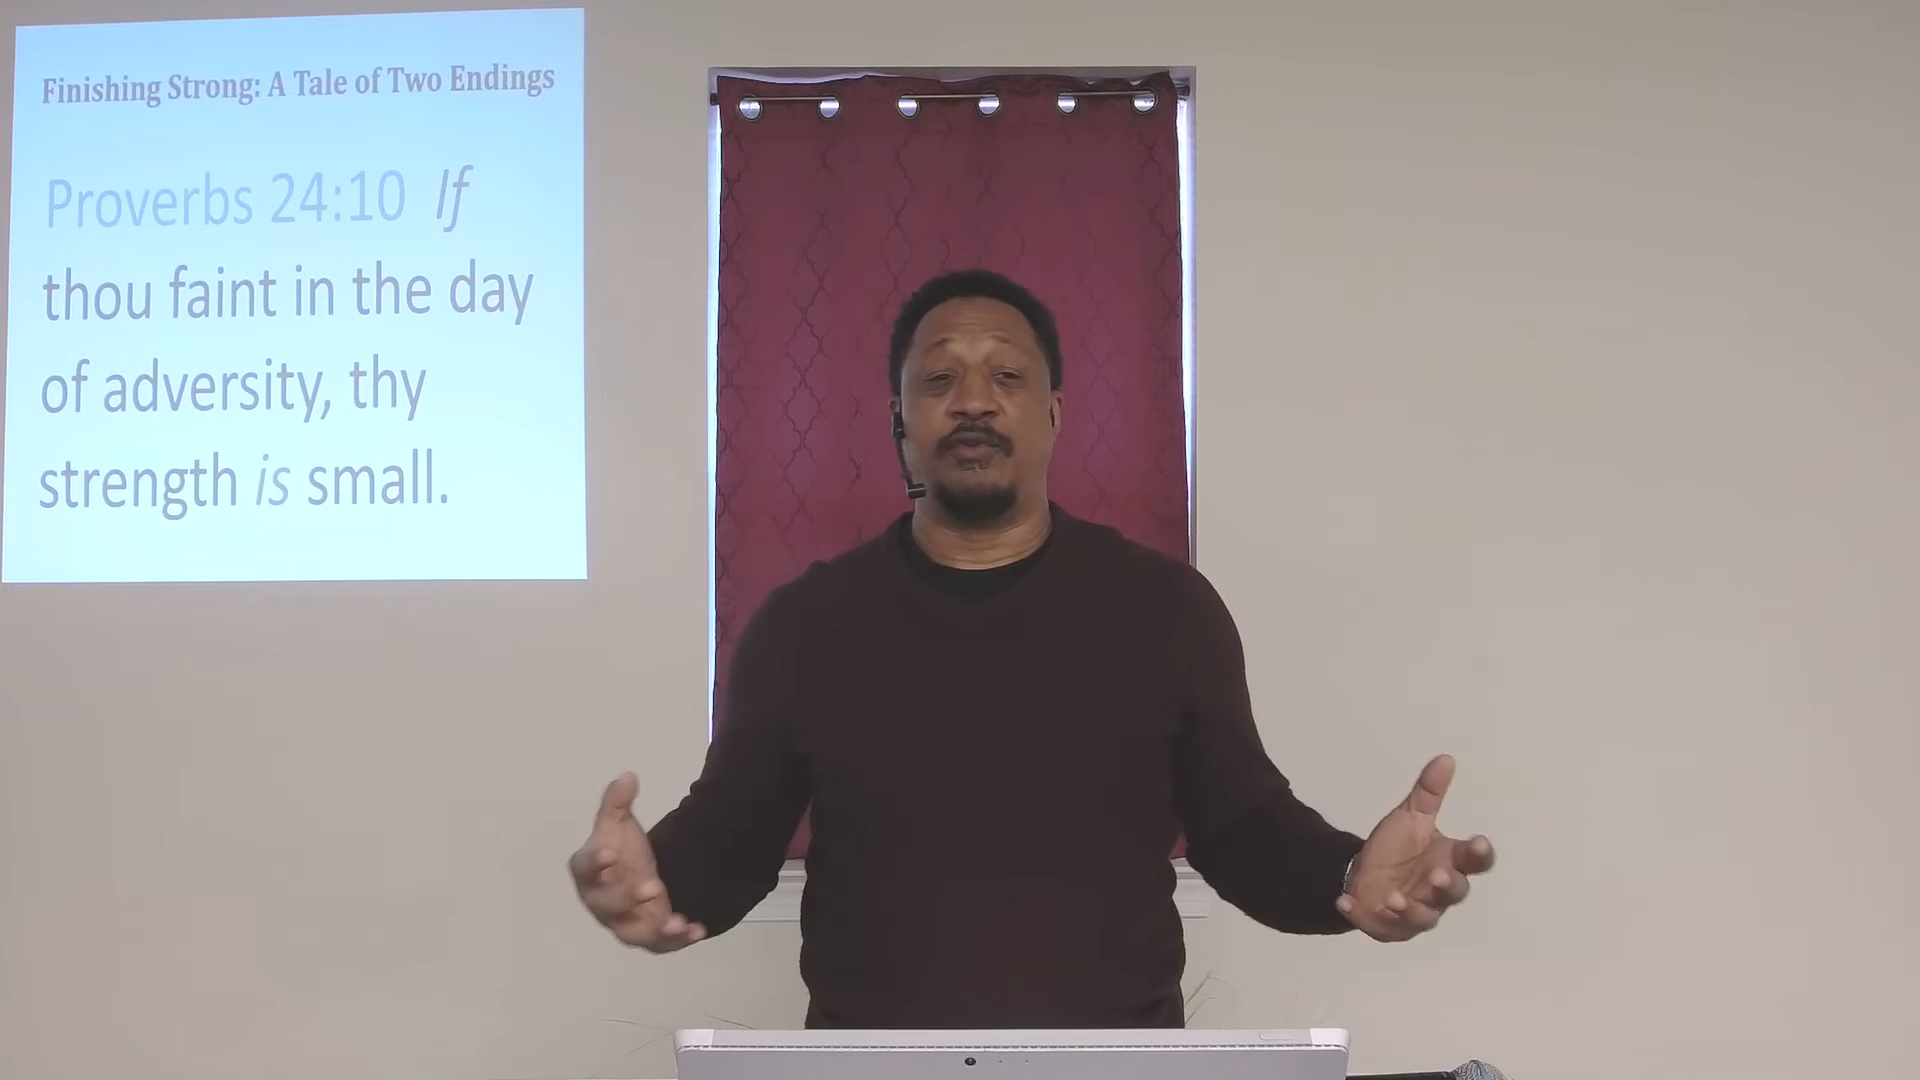 Finishing Strong: A Tale of Two Endings
Proverbs 24:10 If
thou faint in the day
of adversity, thy
strength is small.